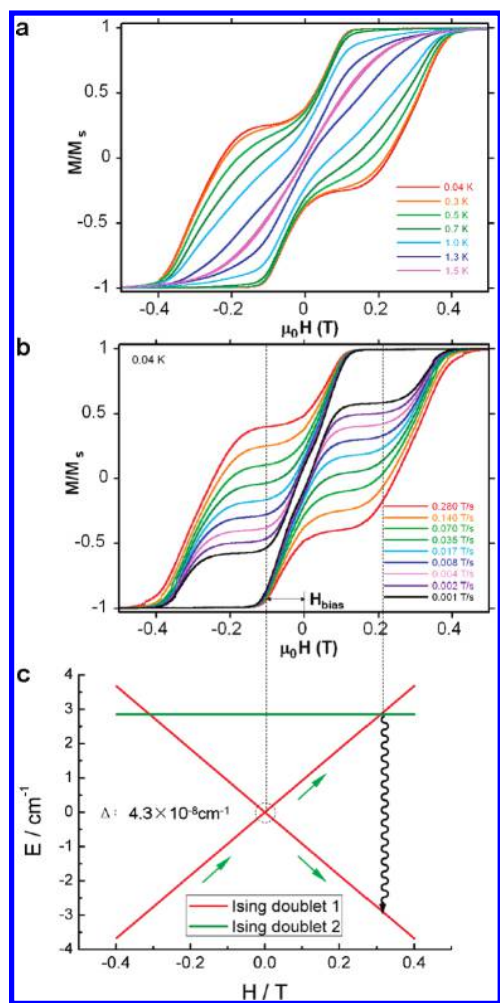 a
1
0.5
M/Ms
0
-0.5
-1
0.04 K
0.3 K
0.5 K
0.7 K
1.0 K
1.3 K
1.5 K
-0.4 -0.2 0 0.2 0.4
μ₀H (T)
b
0.04 K
1
0.5
M/Ms
0
-0.5
-1
0.280 T/s
0.140 T/s
0.070 T/s
0.035 T/s
0.017 T/s
0.008 T/s
0.004 T/s
0.002 T/s
0.001 T/s
H bias
-0.4 -0.2 0 0.2 0.4
μ₀H (T)
c
4
3
2
1
0
-1
-2
-3
-4
E / cm⁻¹
Δ: 4.3×10⁻⁸cm⁻¹
Ising doublet 1
Ising doublet 2
-0.4 -0.2 0.0 0.2 0.4
H / T